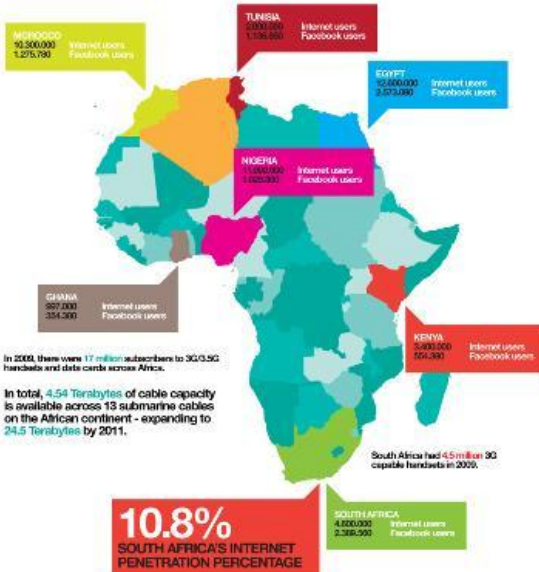 TUNISIA
Internet users
Facebook users
MOROCCO
10.300.000 Internet users
1.275.780 Facebook users
EGYPT
Internet users
Facebook users
NIGERIA
Internet users
Facebook users
GHANA
Internet users
Facebook users
KENYA
Internet users
Facebook users
In 2009, there were 17 million subscribers to 3G/3.5G
handsets and data cards across Africa.
In total, 4.54 Terabytes of cable capacity
is available across 13 submarine cables
on the African continent - expanding to
24.5 Terabytes by 2011.
South Africa had 4.5 million 3G
capable handsets in 2009.
10.8%
SOUTH AFRICA'S INTERNET
PENETRATION PERCENTAGE
SOUTH AFRICA
Internet users
Facebook users